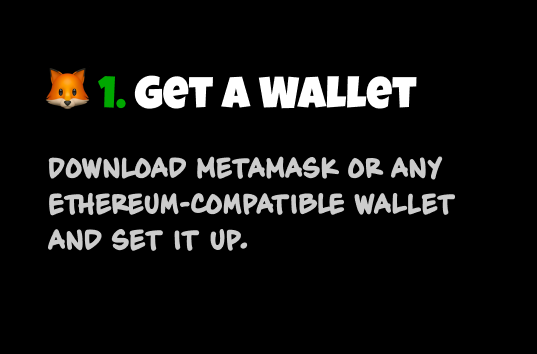 🦊 1. Get a Wallet
DOWNLOAD METAMASK OR ANY
ETHEREUM-COMPATIBLE WALLET
AND SET IT UP.